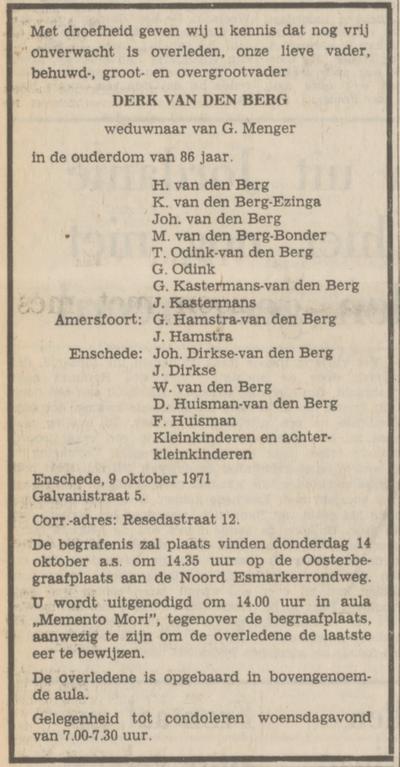 Met droefheid geven wij u kennis dat nog vrij
onverwacht is overleden, onze lieve vader,
behuwd-, groot- en overgrootvader
DERK VAN DEN BERG
weduwnaar van G. Menger
in de ouderdom van 86 jaar.
H. van den Berg
K. van den Berg-Ezinga
Joh. van den Berg
M. van den Berg-Bonder
T. Odink-van den Berg
G. Odink
G. Kastermans-van den Berg
J. Kastermans
Amersfoort: G. Hamstra-van den Berg
J. Hamstra
Enschede: Joh. Dirkse-van den Berg
J. Dirkse
W. van den Berg
D. Huisman-van den Berg
F. Huisman
Kleinkinderen en achter-
kleinkinderen
Enschede, 9 oktober 1971
Galvanistraat 5.
Corr.-adres: Resedastraat 12.
De begrafenis zal plaats vinden donderdag 14
oktober a.s. om 14.35 uur op de Oosterbe-
graafplaats aan de Noord Esmarkerrondweg.
U wordt uitgenodigd om 14.00 uur in aula
„Memento Mori”, tegenover de begraafplaats,
aanwezig te zijn om de overledene de laatste
eer te bewijzen.
De overledene is opgebaard in bovengenoem-
de aula.
Gelegenheid tot condoleren woensdagavond
van 7.00-7.30 uur.